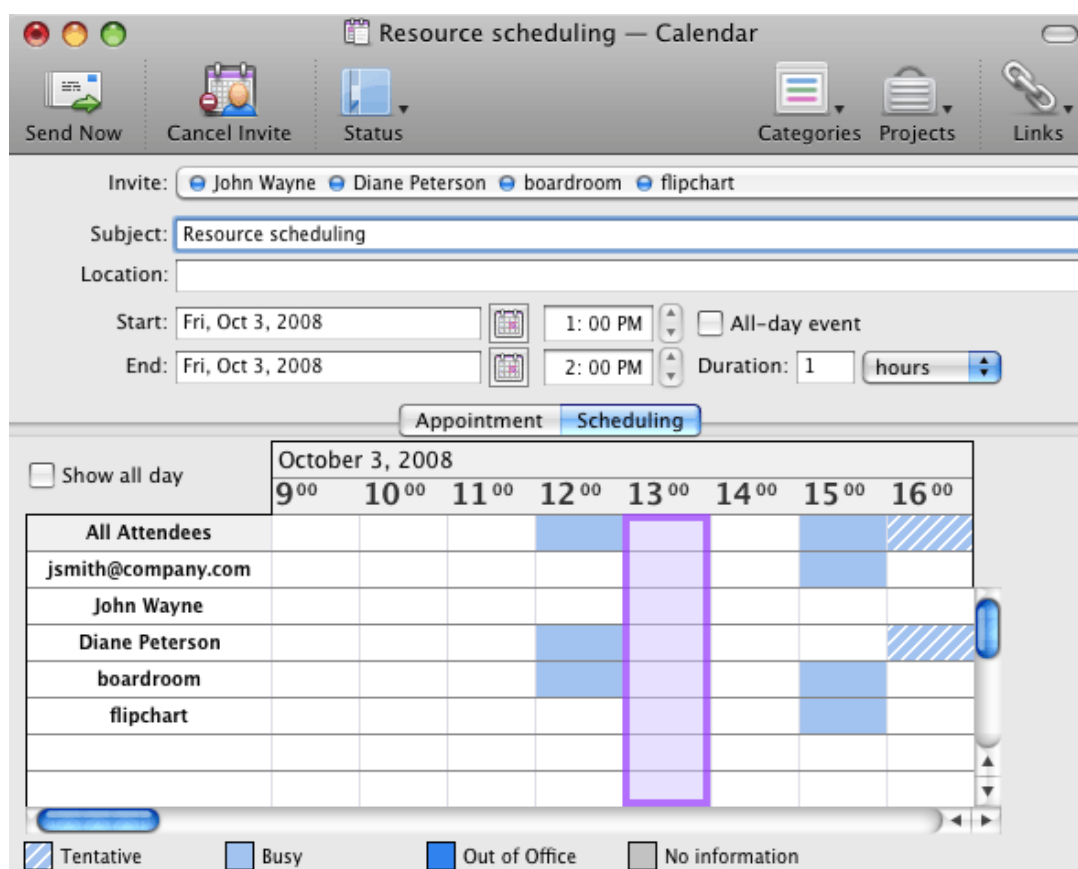 Resource scheduling — Calendar
Send Now Cancel Invite Status Categories Projects Links
Invite: John Wayne Diane Peterson boardroom flipchart
Subject: Resource scheduling
Location:
Start: Fri, Oct 3, 2008 1: 00 PM All-day event
End: Fri, Oct 3, 2008 2: 00 PM Duration: 1 hours
Appointment Scheduling
Show all day October 3, 2008
9 00 10 00 11 00 12 00 13 00 14 00 15 00 16 00
All Attendees
jsmith@company.com
John Wayne
Diane Peterson
boardroom
flipchart
Tentative Busy Out of Office No information